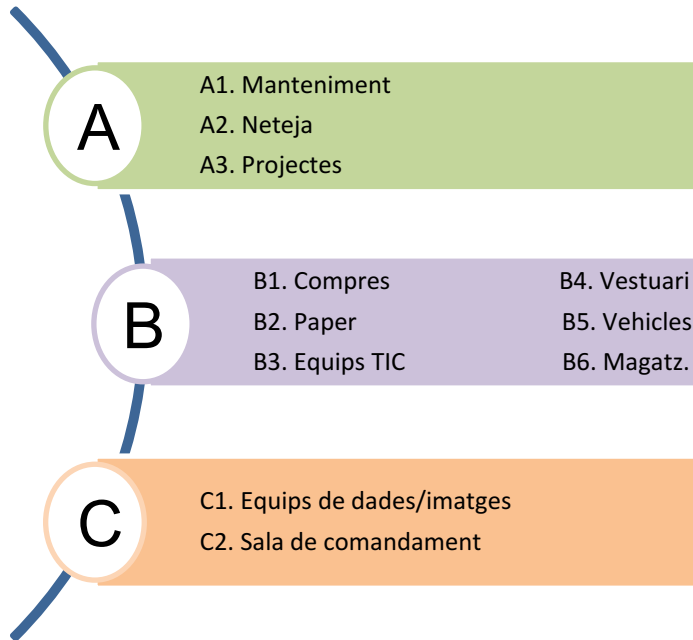 A
A1. Manteniment
A2. Neteja
A3. Projectes
B
B1. Compres
B2. Paper
B3. Equips TIC
B4. Vestuari
B5. Vehicles
B6. Magatz.
C
C1. Equips de dades/imatges
C2. Sala de comandament